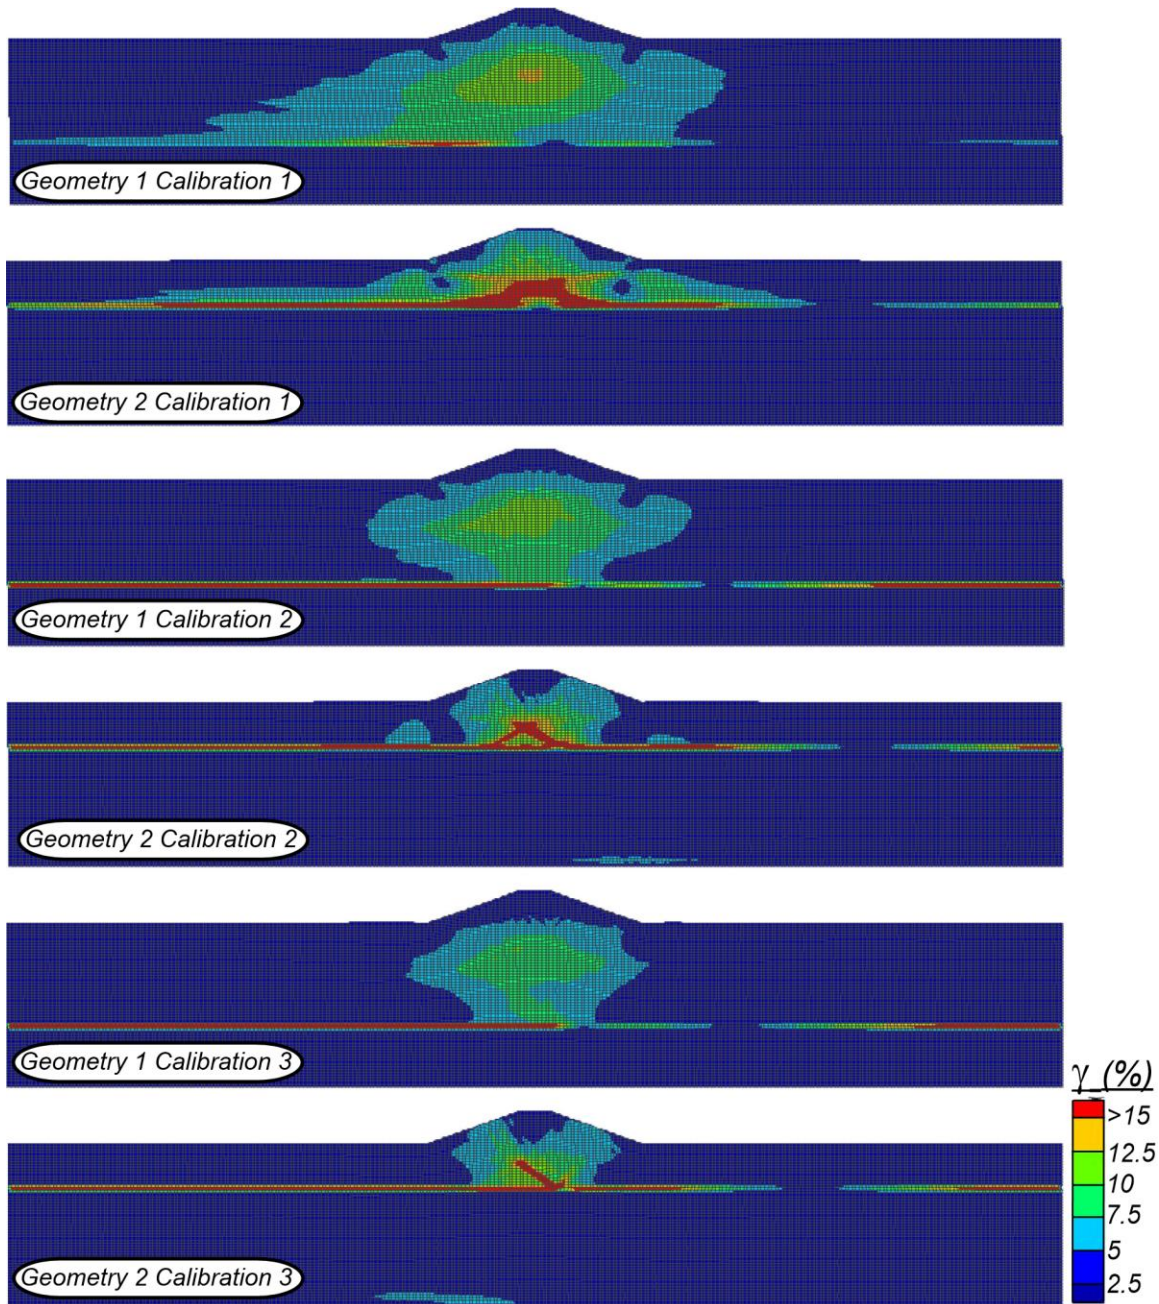 Geometry 1 Calibration 1
Geometry 2 Calibration 1
Geometry 1 Calibration 2
Geometry 2 Calibration 2
Geometry 1 Calibration 3
Geometry 2 Calibration 3
γ (%)
>15
12.5
10
7.5
5
2.5